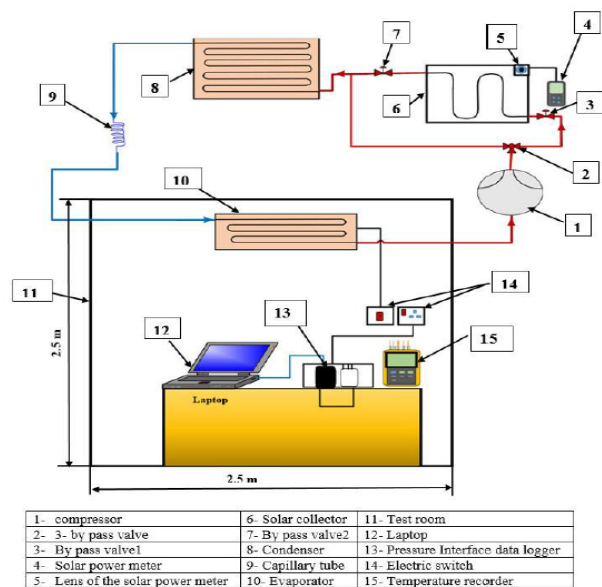 7
5
4
8
6
3
9
2
10
1
11
2.5 m
14
13
12
15
Laptop
2.5 m
1- compressor 6- Solar collector 11- Test room
2- 3- by pass valve 7- By pass valve2 12- Laptop
3- By pass valve1 8- Condenser 13- Pressure Interface data logger
4- Solar power meter 9- Capillary tube 14- Electric switch
5- Lens of the solar power meter 10- Evaporator 15- Temperature recorder